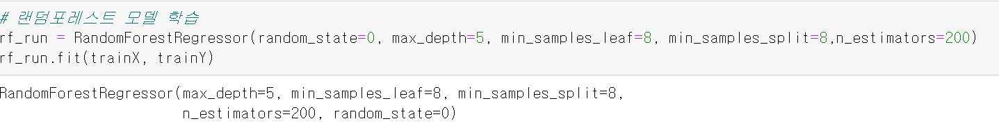 # 랜덤포레스트 모델 학습
rf_run = RandomForestRegressor(random_state=0, max_depth=5, min_samples_leaf=8, min_samples_split=8,n_estimators=200)
rf_run.fit(trainX, trainY)
RandomForestRegressor(max_depth=5, min_samples_leaf=8, min_samples_split=8,
n_estimators=200, random_state=0)